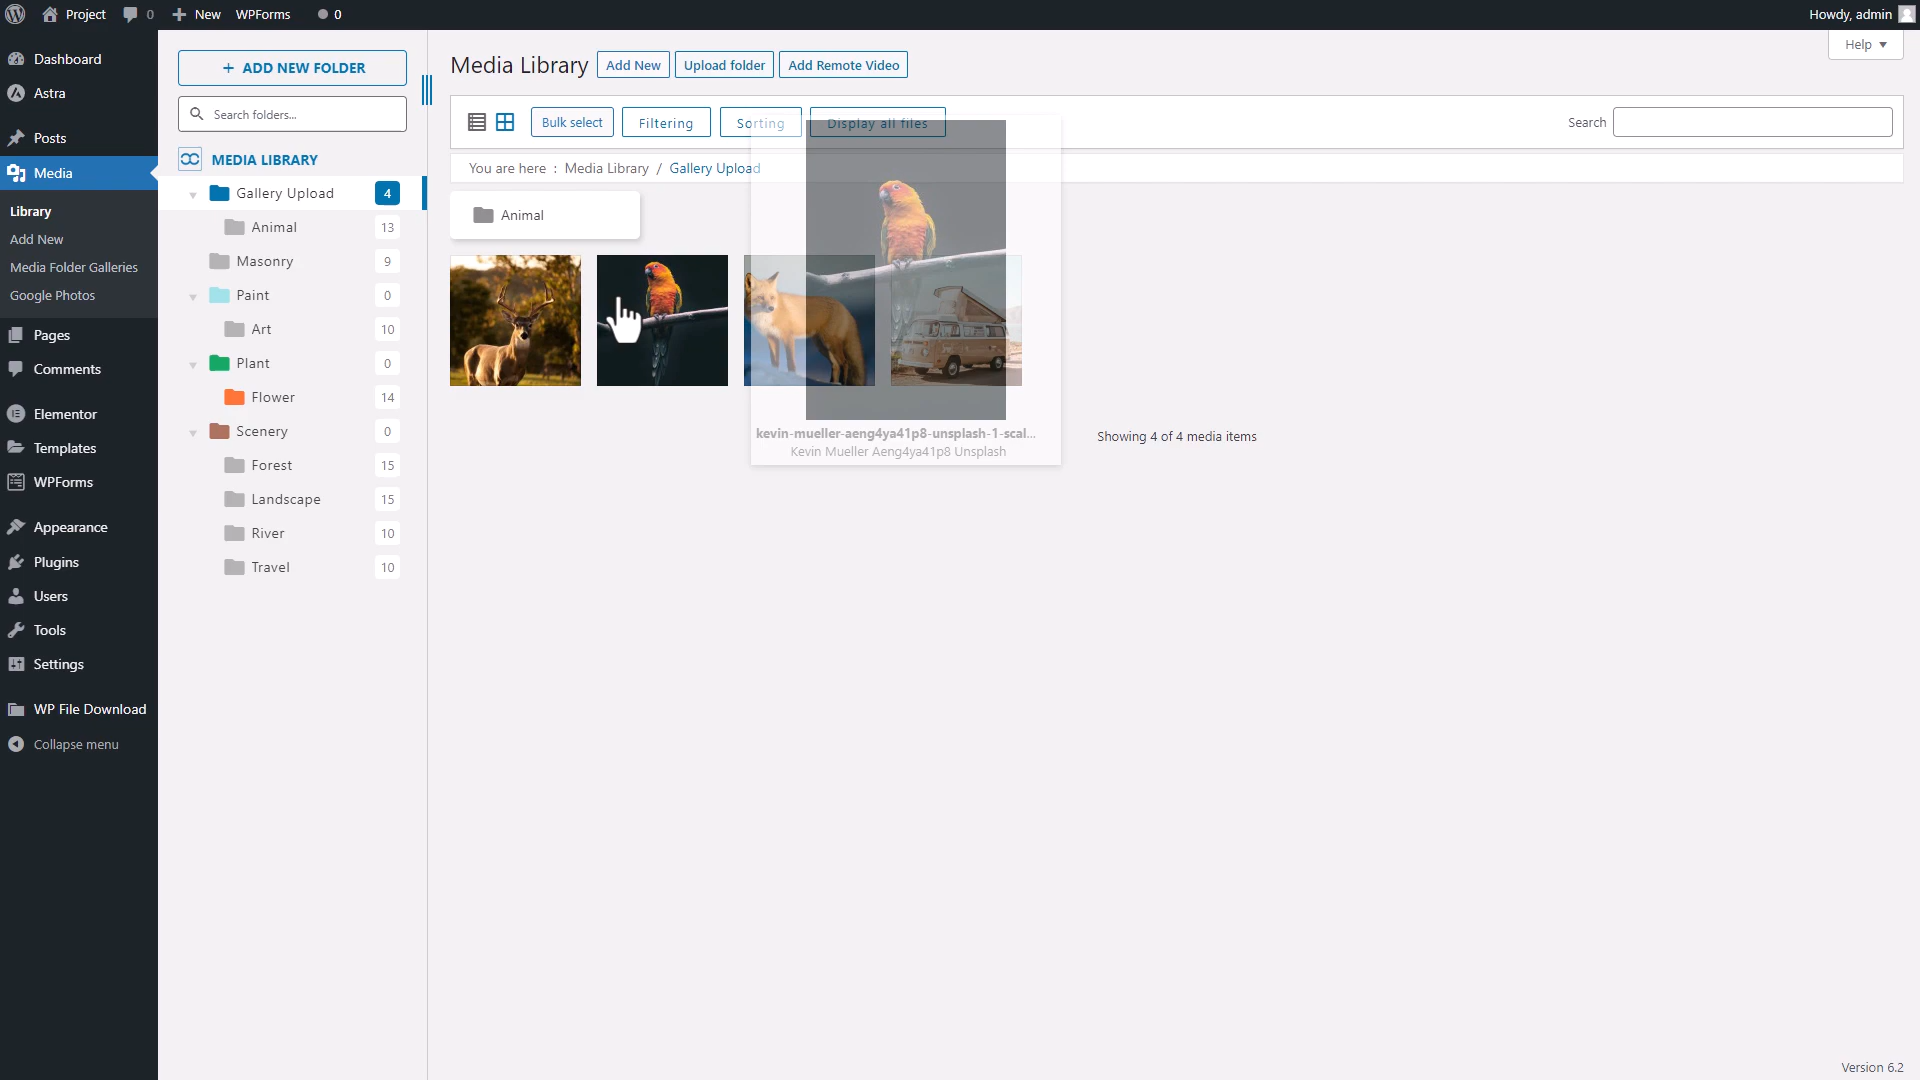 Project
0
New
WPForms
0
Howdy, admin
Dashboard
Astra
Posts
Media
Library
Add New
Media Folder Galleries
Google Photos
Pages
Comments
Elementor
Templates
WPForms
Appearance
Plugins
Users
Tools
Settings
WP File Download
Collapse menu
+ ADD NEW FOLDER
Search folders...
MEDIA LIBRARY
Gallery Upload 4
Animal 13
Masonry 9
Paint 0
Art 10
Plant 0
Flower 14
Scenery 0
Forest 15
Landscape 15
River 10
Travel 10
Help
Media Library Add New Upload folder Add Remote Video
Bulk select Filtering Sorting Display all files Search
You are here : Media Library / Gallery Upload
Animal
kevin-mueller-aeng4ya41p8-unsplash-1-scal...
Kevin Mueller Aeng4ya41p8 Unsplash
Showing 4 of 4 media items
Version 6.2